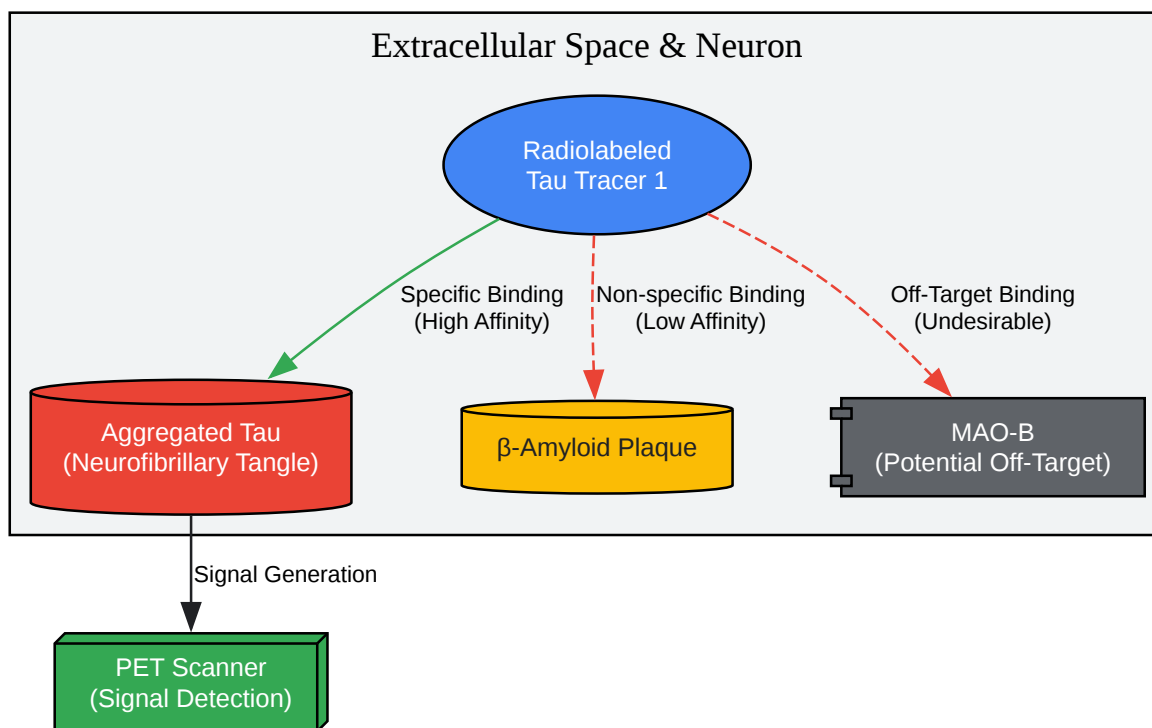 Extracellular Space & Neuron
Radiolabeled
Tau Tracer 1
Specific Binding
(High Affinity)
Non-specific Binding
(Low Affinity)
Off-Target Binding
(Undesirable)
Aggregated Tau
(Neurofibrillary Tangle)
β-Amyloid Plaque
MAO-B
(Potential Off-Target)
Signal Generation
PET Scanner
(Signal Detection)